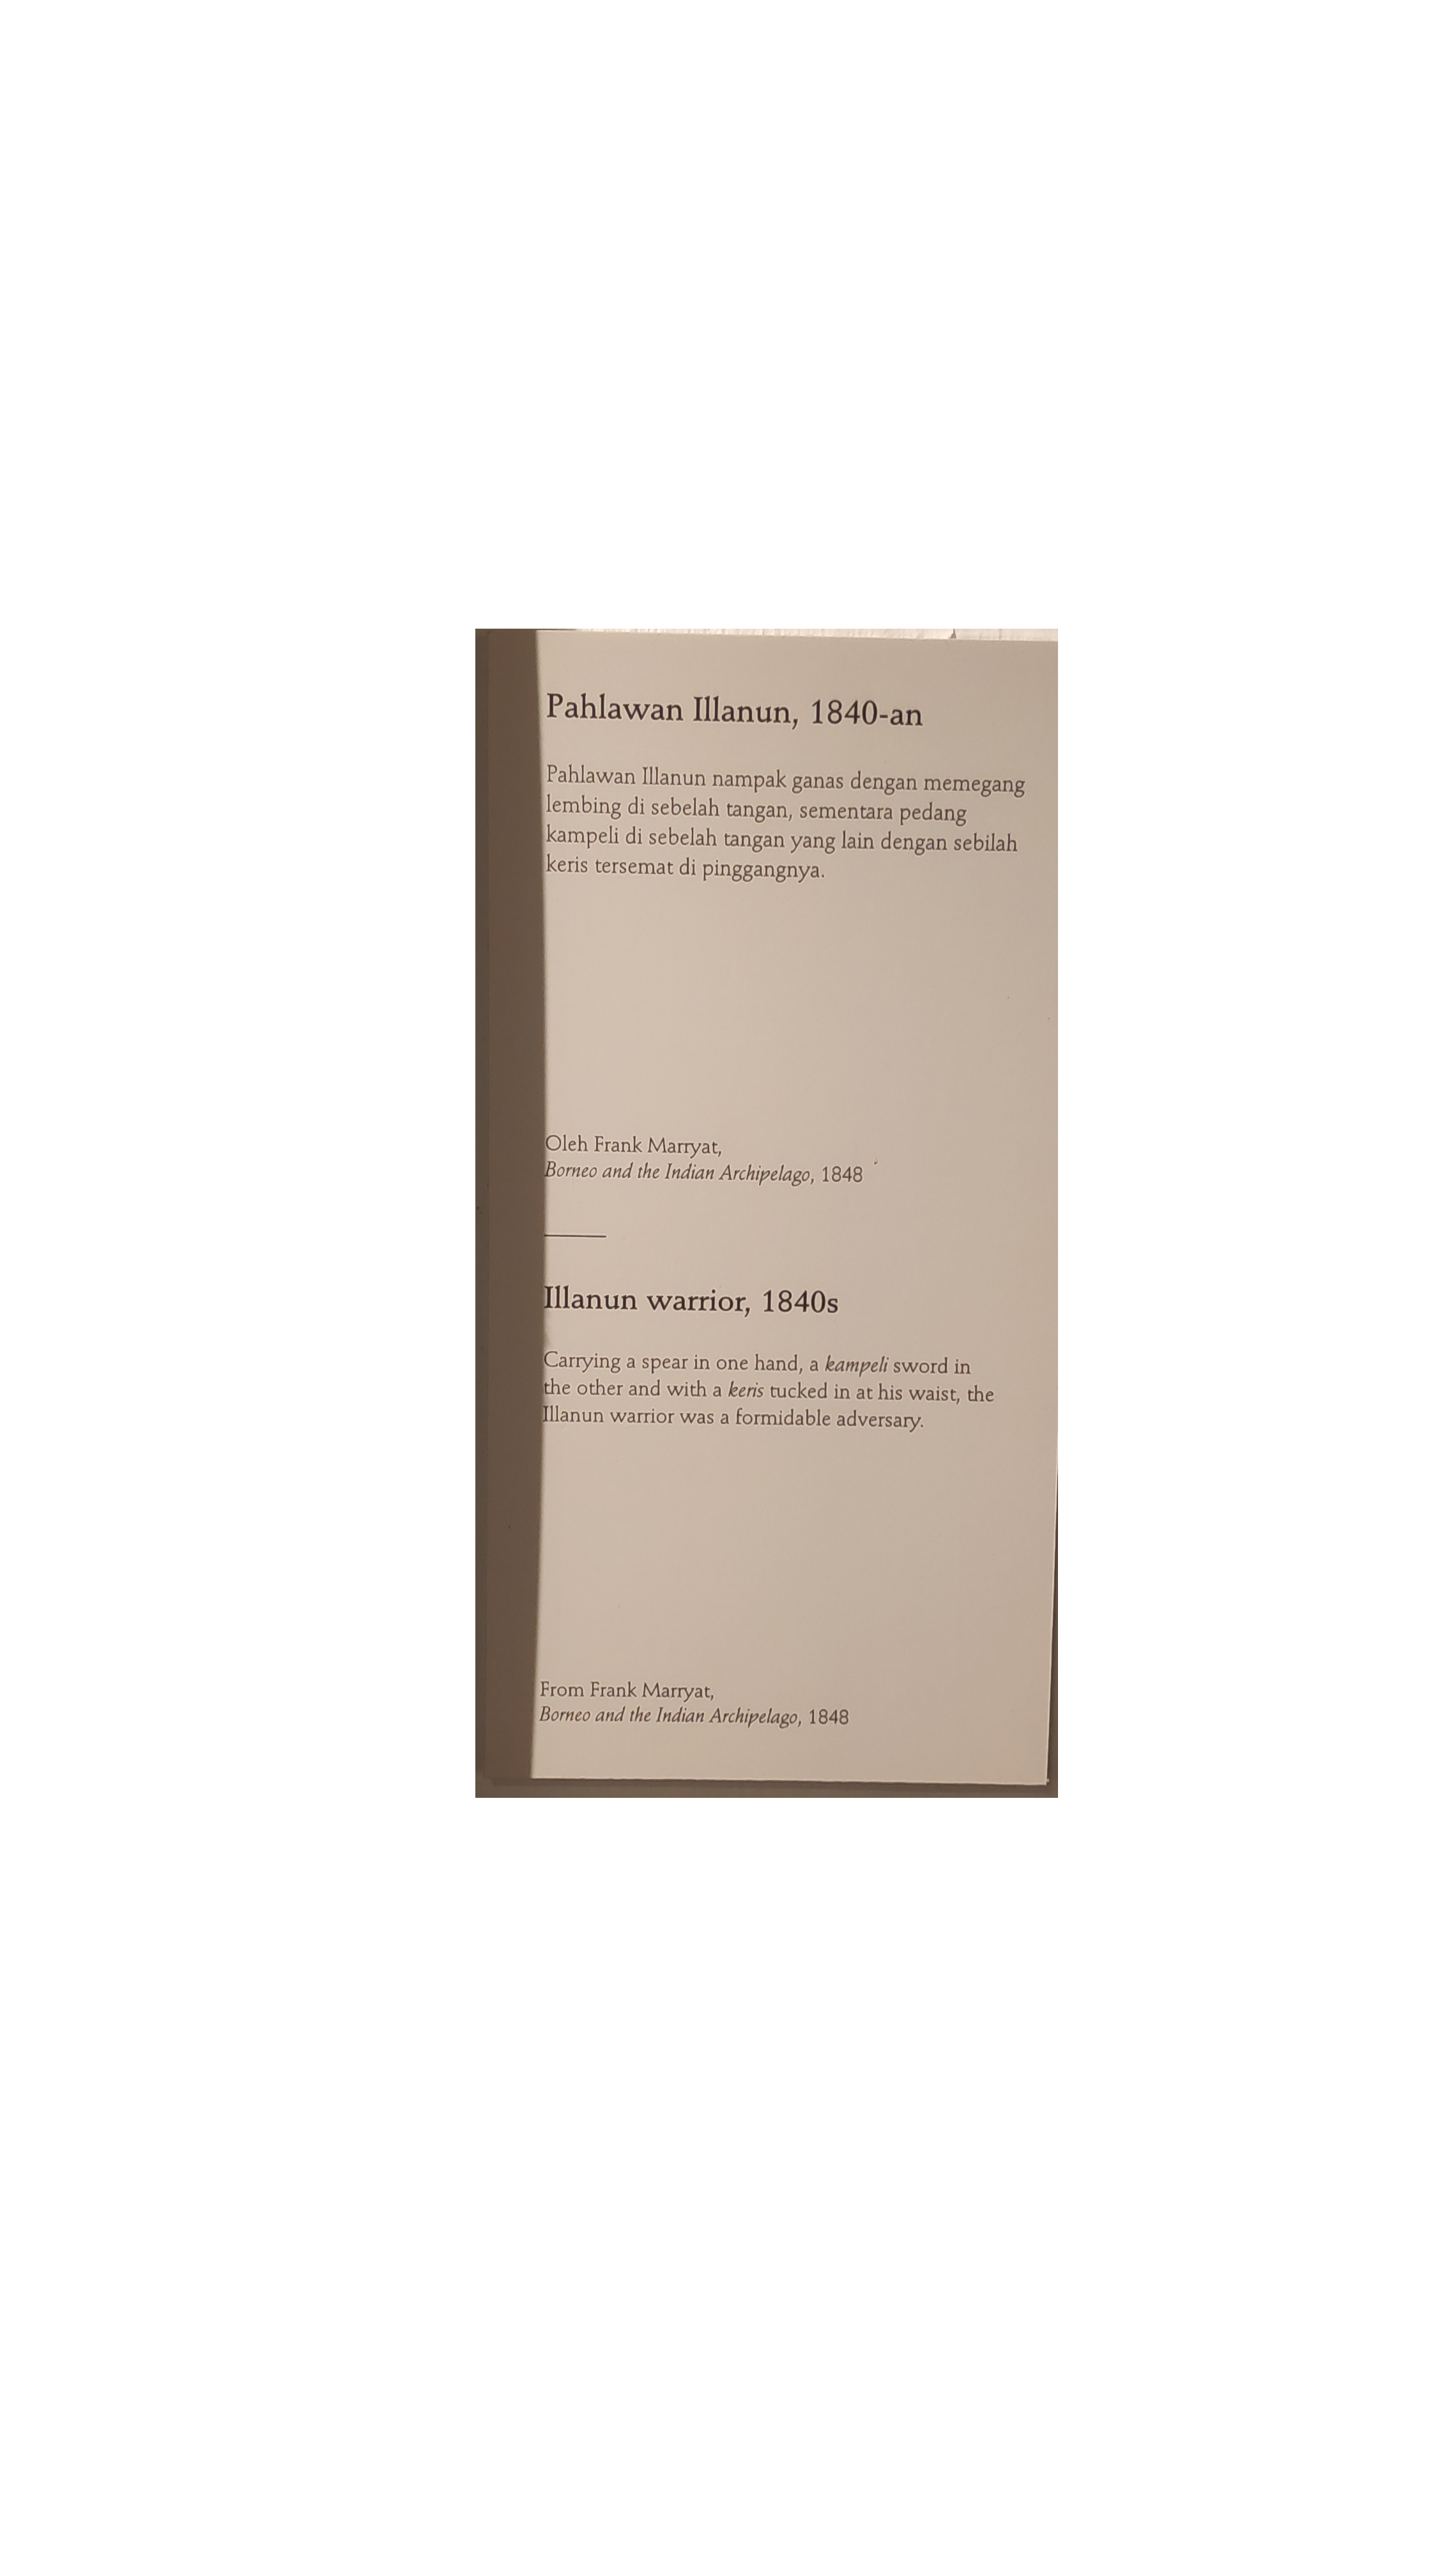 Pahlawan Illanun, 1840-an
Pahlawan Illanun nampak ganas dengan memegang
lembing di sebelah tangan, sementara pedang
kampeli di sebelah tangan yang lain dengan sebilah
keris tersemat di pinggangnya.
Oleh Frank Marryat,
Borneo and the Indian Archipelago, 1848
Illanun warrior, 1840s
Carrying a spear in one hand, a kampeli sword in
the other and with a keris tucked in at his waist, the
Illanun warrior was a formidable adversary.
From Frank Marryat,
Borneo and the Indian Archipelago, 1848